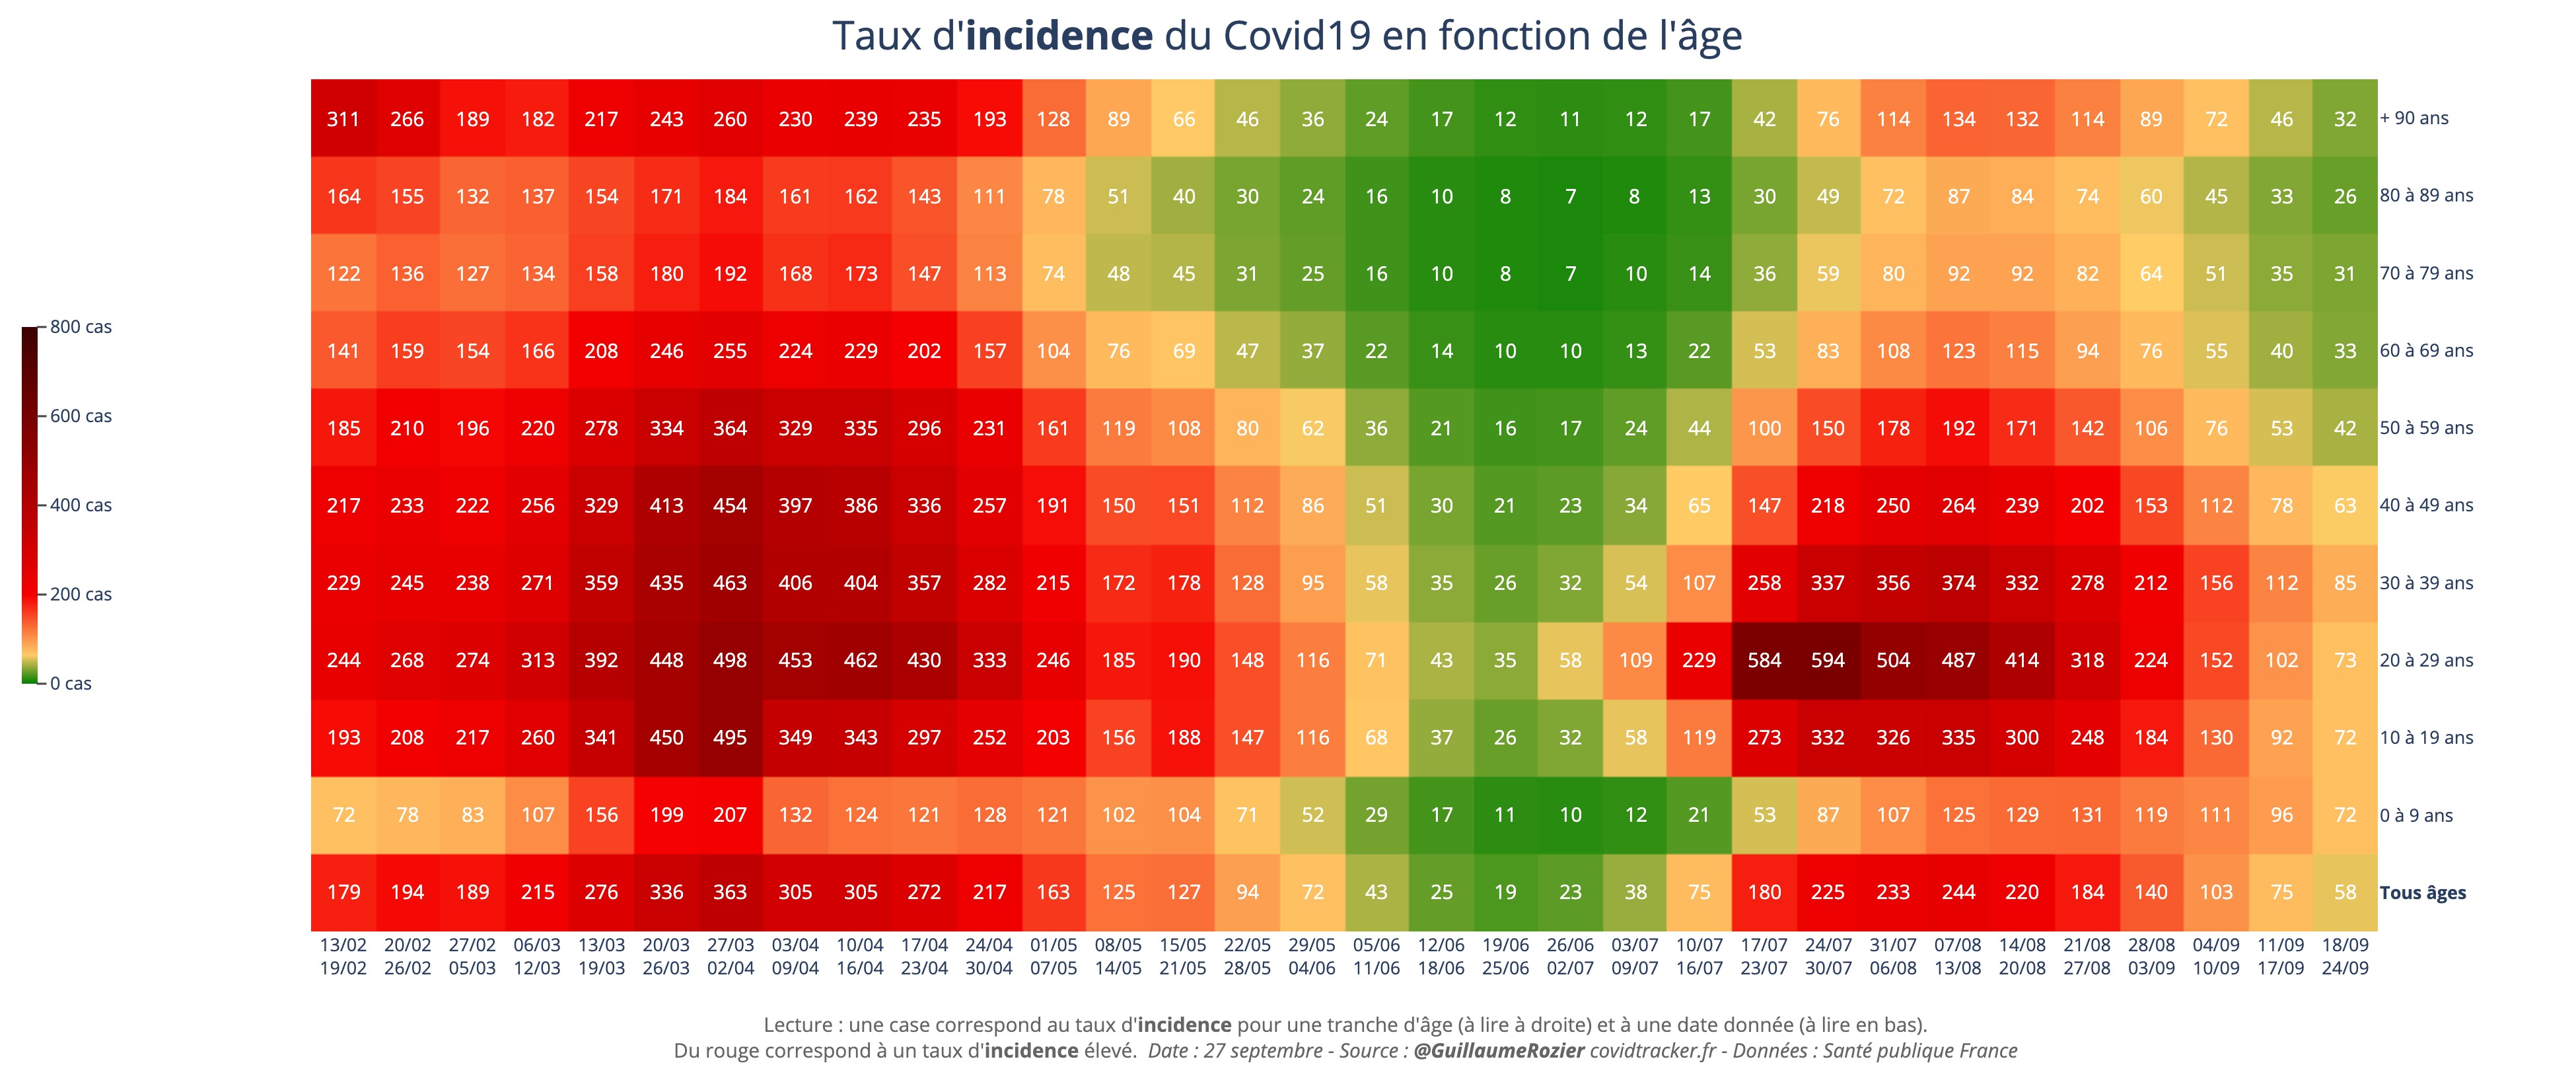 Taux d'incidence du Covid19 en fonction de l'âge
311 266 189 182 217 243 260 230 239 235 193 128 89 66 46 36 24 17 12 11 12 17 42 76 114 134 132 114 89 72 46 32 + 90 ans
164 155 132 137 154 171 184 161 162 143 111 78 51 40 30 24 16 10 8 7 8 13 30 49 72 87 84 74 60 45 33 26 80 à 89 ans
122 136 127 134 158 180 192 168 173 147 113 74 48 45 31 25 16 10 8 7 10 14 36 59 80 92 92 82 64 51 35 31 70 à 79 ans
800 cas
141 159 154 166 208 246 255 224 229 202 157 104 76 69 47 37 22 14 10 10 13 22 53 83 108 123 115 94 76 55 40 33 60 à 69 ans
600 cas
185 210 196 220 278 334 364 329 335 296 231 161 119 108 80 62 36 21 16 17 24 44 100 150 178 192 171 142 106 76 53 42 50 à 59 ans
400 cas
217 233 222 256 329 413 454 397 386 336 257 191 150 151 112 86 51 30 21 23 34 65 147 218 250 264 239 202 153 112 78 63 40 à 49 ans
229 245 238 271 359 435 463 406 404 357 282 215 172 178 128 95 58 35 26 32 54 107 258 337 356 374 332 278 212 156 112 85 30 à 39 ans
200 cas
244 268 274 313 392 448 498 453 462 430 333 246 185 190 148 116 71 43 35 58 109 229 584 594 504 487 414 318 224 152 102 73 20 à 29 ans
0 cas
193 208 217 260 341 450 495 349 343 297 252 203 156 188 147 116 68 37 26 32 58 119 273 332 326 335 300 248 184 130 92 72 10 à 19 ans
72 78 83 107 156 199 207 132 124 121 128 121 102 104 71 52 29 17 11 10 12 21 53 87 107 125 129 131 119 111 96 72 0 à 9 ans
179 194 189 215 276 336 363 305 305 272 217 163 125 127 94 72 43 25 19 23 38 75 180 225 233 244 220 184 140 103 75 58 Tous âges
13/02 20/02 27/02 06/03 13/03 20/03 27/03 03/04 10/04 17/04 24/04 01/05 08/05 15/05 22/05 29/05 05/06 12/06 19/06 26/06 03/07 10/07 17/07 24/07 31/07 07/08 14/08 21/08 28/08 04/09 11/09 18/09
19/02 26/02 05/03 12/03 19/03 26/03 02/04 09/04 16/04 23/04 30/04 07/05 14/05 21/05 28/05 04/06 11/06 18/06 25/06 02/07 09/07 16/07 23/07 30/07 06/08 13/08 20/08 27/08 03/09 10/09 17/09 24/09
Lecture : une case correspond au taux d'incidence pour une tranche d'âge (à lire à droite) et à une date donnée (à lire en bas).
Du rouge correspond à un taux d'incidence élevé. Date : 27 septembre - Source : @GuillaumeRozier covidtracker.fr - Données : Santé publique France